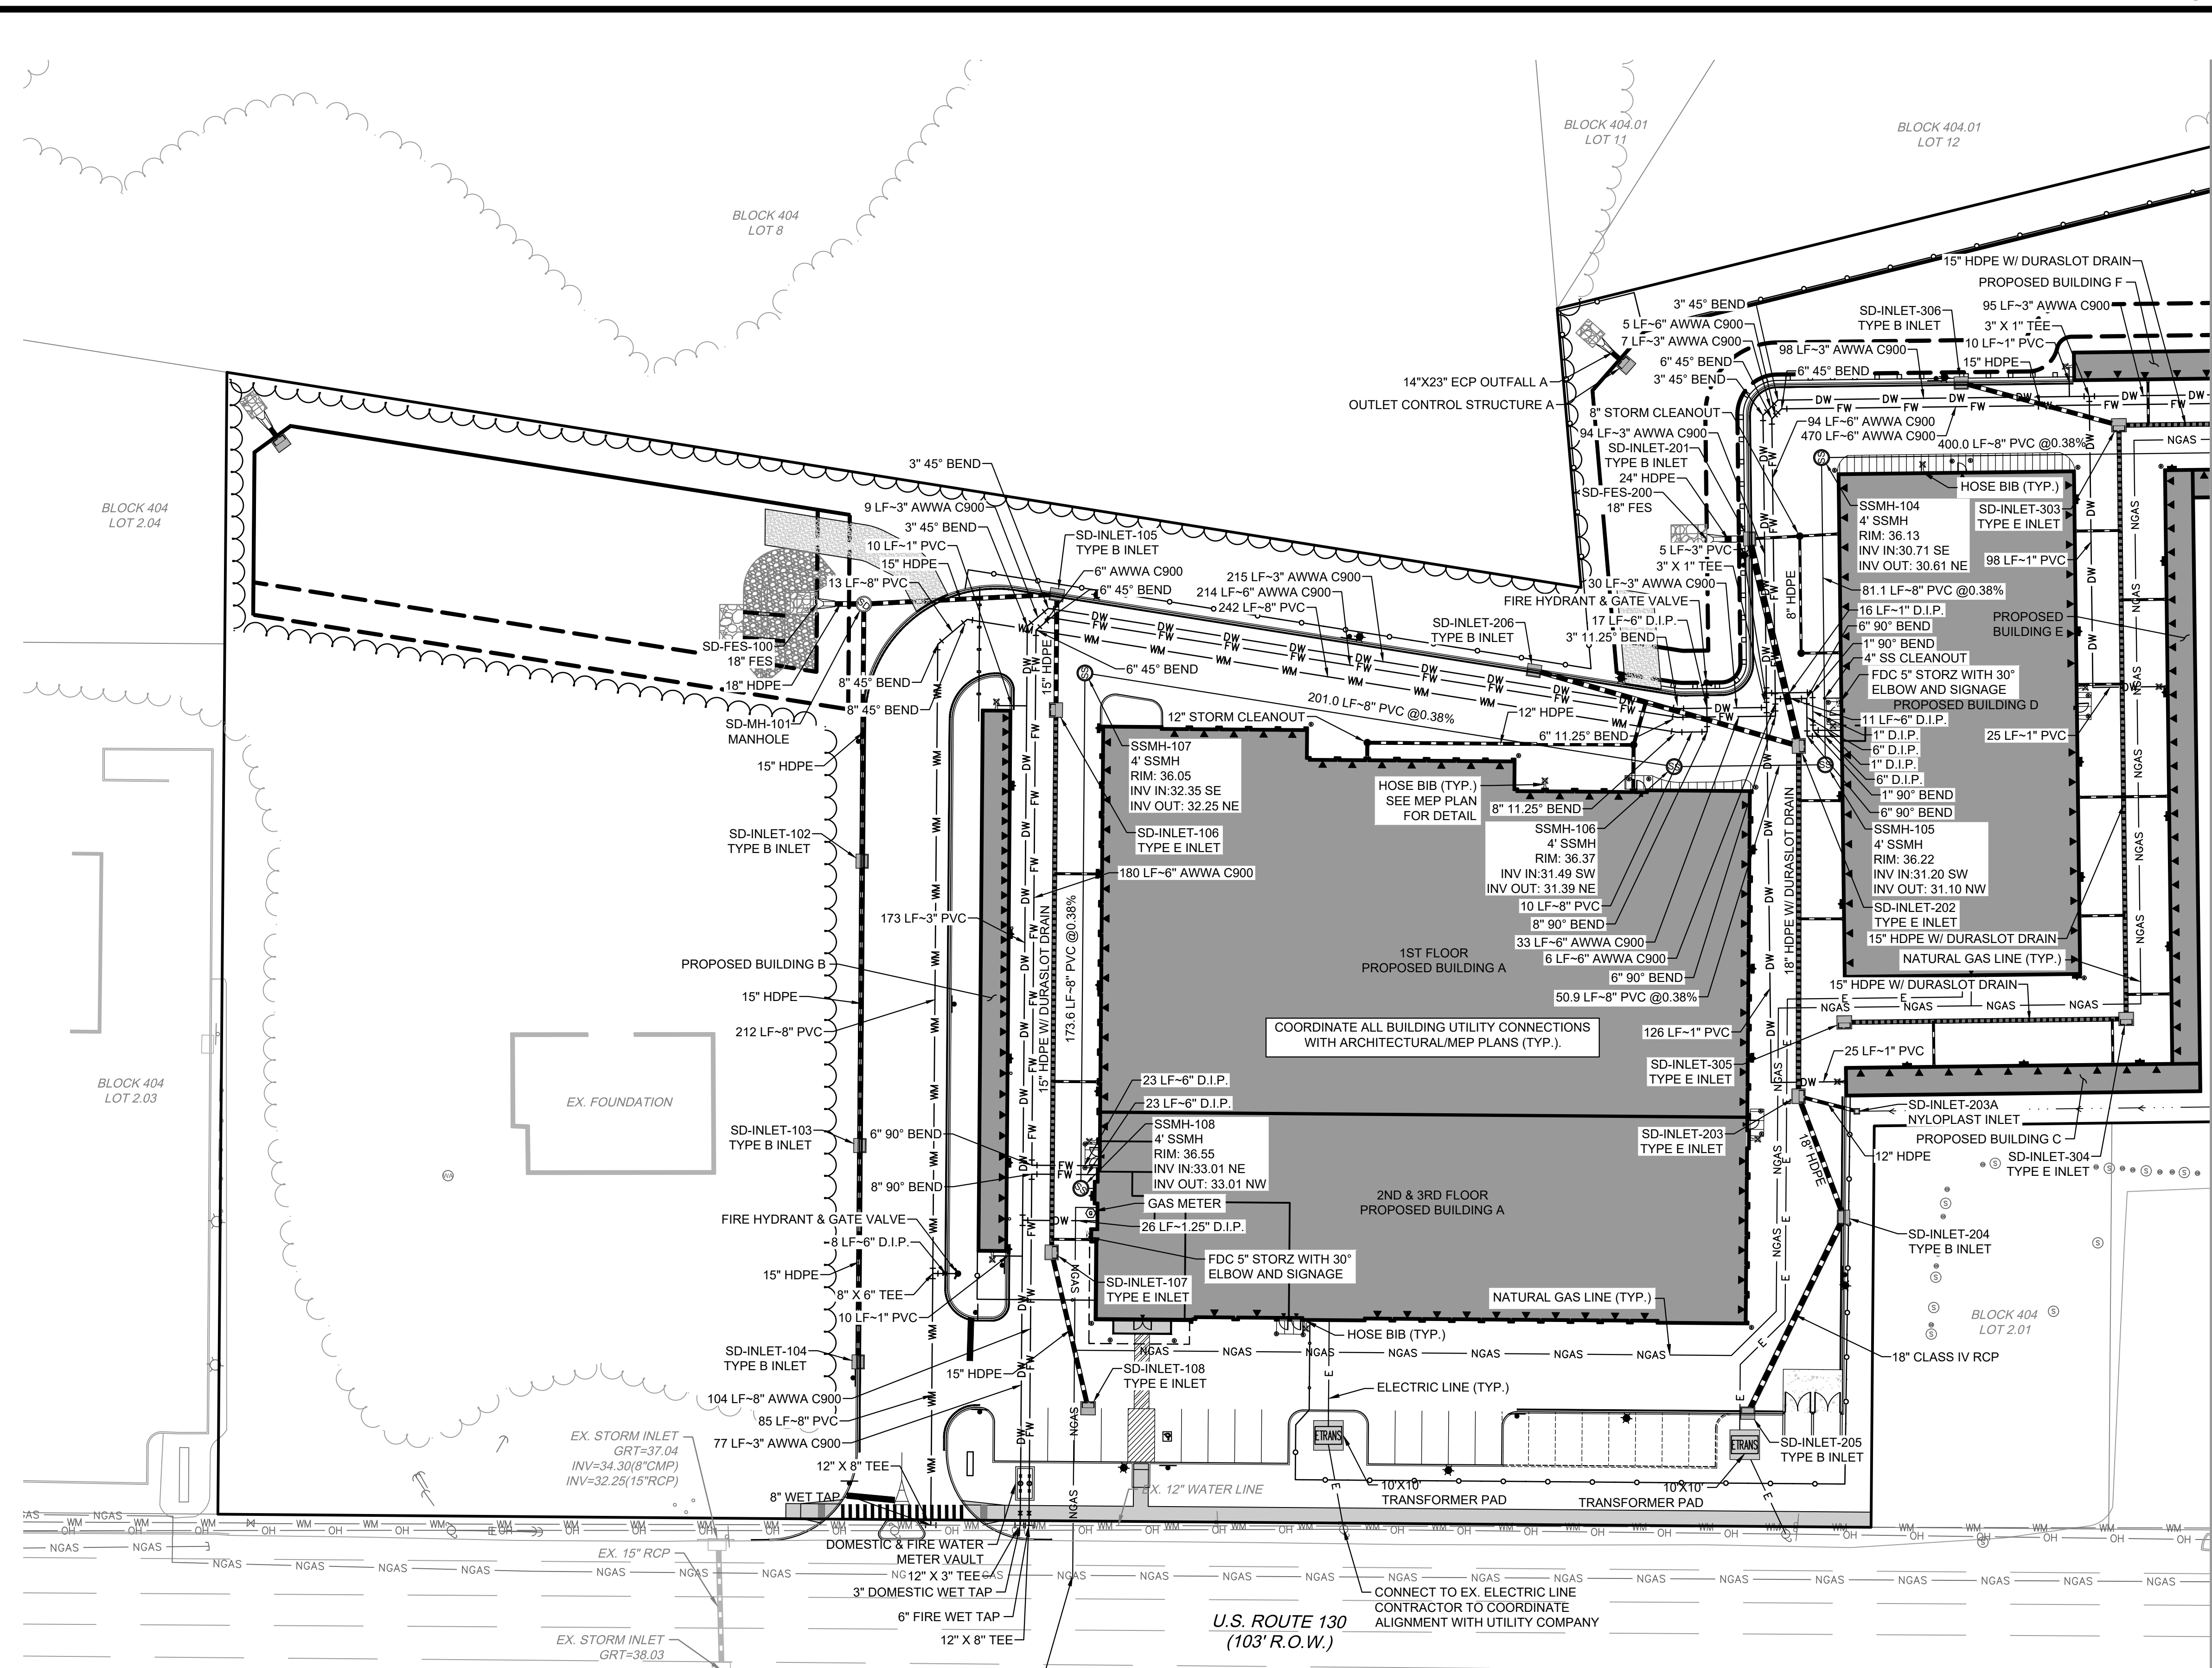 BLOCK 404.01
LOT 11
BLOCK 404.01
LOT 12
BLOCK 404
LOT 8
15" HDPE W/ DURASLOT DRAIN
PROPOSED BUILDING F
95 LF~3" AWWA C900
3" X 1" TEE
10 LF~1" PVC
15" HDPE
SD-INLET-306
TYPE B INLET
98 LF~3" AWWA C900
3" 45° BEND
5 LF~6" AWWA C900
7 LF~3" AWWA C900
6" 45° BEND
3" 45° BEND
6" 45° BEND
14"X23" ECP OUTFALL A
OUTLET CONTROL STRUCTURE A
8" STORM CLEANOUT
94 LF~3" AWWA C900
SD-INLET-201
TYPE B INLET
24" HDPE
SD-FES-200
18" FES
94 LF~6" AWWA C900
470 LF~6" AWWA C900
400.0 LF~8" PVC @0.38%
HOSE BIB (TYP.)
SSMH-104
4' SSMH
RIM: 36.13
INV IN:30.71 SE
INV OUT: 30.61 NE
SD-INLET-303
TYPE E INLET
98 LF~1" PVC
81.1 LF~8" PVC @0.38%
16 LF~1" D.I.P.
6" 90° BEND
1" 90° BEND
4" SS CLEANOUT
FDC 5" STORZ WITH 30°
ELBOW AND SIGNAGE
PROPOSED BUILDING D
PROPOSED
BUILDING E
11 LF~6" D.I.P.
1" D.I.P.
6" D.I.P.
1" D.I.P.
6" D.I.P.
1" 90° BEND
6" 90° BEND
25 LF~1" PVC
SSMH-105
4' SSMH
RIM: 36.22
INV IN:31.20 SW
INV OUT: 31.10 NW
SD-INLET-202
TYPE E INLET
15" HDPE W/ DURASLOT DRAIN
NATURAL GAS LINE (TYP.)
15" HDPE W/ DURASLOT DRAIN
5 LF~3" PVC
3" X 1" TEE
30 LF~3" AWWA C900
FIRE HYDRANT & GATE VALVE
17 LF~6" D.I.P.
3" 11.25° BEND
8" HDPE
SD-INLET-206
TYPE B INLET
BLOCK 404
LOT 2.04
3" 45° BEND
9 LF~3" AWWA C900
3" 45° BEND
10 LF~1" PVC
15" HDPE
13 LF~8" PVC
SD-INLET-105
TYPE B INLET
6" AWWA C900
6" 45° BEND
215 LF~3" AWWA C900
214 LF~6" AWWA C900
242 LF~8" PVC
SD-FES-100
18" FES
18" HDPE
8" 45° BEND
8" 45° BEND
6" 45° BEND
15" HDPE
SD-MH-101
MANHOLE
15" HDPE
201.0 LF~8" PVC @0.38%
12" STORM CLEANOUT
12" HDPE
6" 11.25° BEND
SSMH-107
4' SSMH
RIM: 36.05
INV IN:32.35 SE
INV OUT: 32.25 NE
HOSE BIB (TYP.)
SEE MEP PLAN
FOR DETAIL
8" 11.25° BEND
SSMH-106
4' SSMH
RIM: 36.37
INV IN:31.49 SW
INV OUT: 31.39 NE
10 LF~8" PVC
8" 90° BEND
33 LF~6" AWWA C900
6 LF~6" AWWA C900
6" 90° BEND
50.9 LF~8" PVC @0.38%
SD-INLET-102
TYPE B INLET
SD-INLET-106
TYPE E INLET
180 LF~6" AWWA C900
173 LF~3" PVC
PROPOSED BUILDING B
15" HDPE
212 LF~8" PVC
15" HDPE W/ DURASLOT DRAIN
173.6 LF~8" PVC @0.38%
18" HDPE W/ DURASLOT DRAIN
1ST FLOOR
PROPOSED BUILDING A
COORDINATE ALL BUILDING UTILITY CONNECTIONS
WITH ARCHITECTURAL/MEP PLANS (TYP.).
126 LF~1" PVC
SD-INLET-305
TYPE E INLET
25 LF~1" PVC
BLOCK 404
LOT 2.03
EX. FOUNDATION
23 LF~6" D.I.P.
23 LF~6" D.I.P.
SSMH-108
4' SSMH
RIM: 36.55
INV IN:33.01 NE
INV OUT: 33.01 NW
GAS METER
26 LF~1.25" D.I.P.
FDC 5" STORZ WITH 30°
ELBOW AND SIGNAGE
SD-INLET-103
TYPE B INLET
6" 90° BEND
8" 90° BEND
FIRE HYDRANT & GATE VALVE
8 LF~6" D.I.P.
15" HDPE
8" X 6" TEE
10 LF~1" PVC
SD-INLET-107
TYPE E INLET
2ND & 3RD FLOOR
PROPOSED BUILDING A
SD-INLET-203
TYPE E INLET
SD-INLET-203A
NYLOPLAST INLET
PROPOSED BUILDING C
12" HDPE
18" HDPE
SD-INLET-304
TYPE E INLET
SD-INLET-204
TYPE B INLET
BLOCK 404
LOT 2.01
NATURAL GAS LINE (TYP.)
HOSE BIB (TYP.)
18" CLASS IV RCP
SD-INLET-104
TYPE B INLET
15" HDPE
SD-INLET-108
TYPE E INLET
ELECTRIC LINE (TYP.)
104 LF~8" AWWA C900
85 LF~8" PVC
77 LF~3" AWWA C900
EX. STORM INLET
GRT=37.04
INV=34.30(8"CMP)
INV=32.25(15"RCP)
12" X 8" TEE
8" WET TAP
EX. 12" WATER LINE
ETRANS
10'X10'
TRANSFORMER PAD
ETRANS
10'X10'
TRANSFORMER PAD
SD-INLET-205
TYPE B INLET
EX. 15" RCP
DOMESTIC & FIRE WATER
METER VAULT
12" X 3" TEE
3" DOMESTIC WET TAP
6" FIRE WET TAP
12" X 8" TEE
CONNECT TO EX. ELECTRIC LINE
CONTRACTOR TO COORDINATE
ALIGNMENT WITH UTILITY COMPANY
U.S. ROUTE 130
(103' R.O.W.)
EX. STORM INLET
GRT=38.03